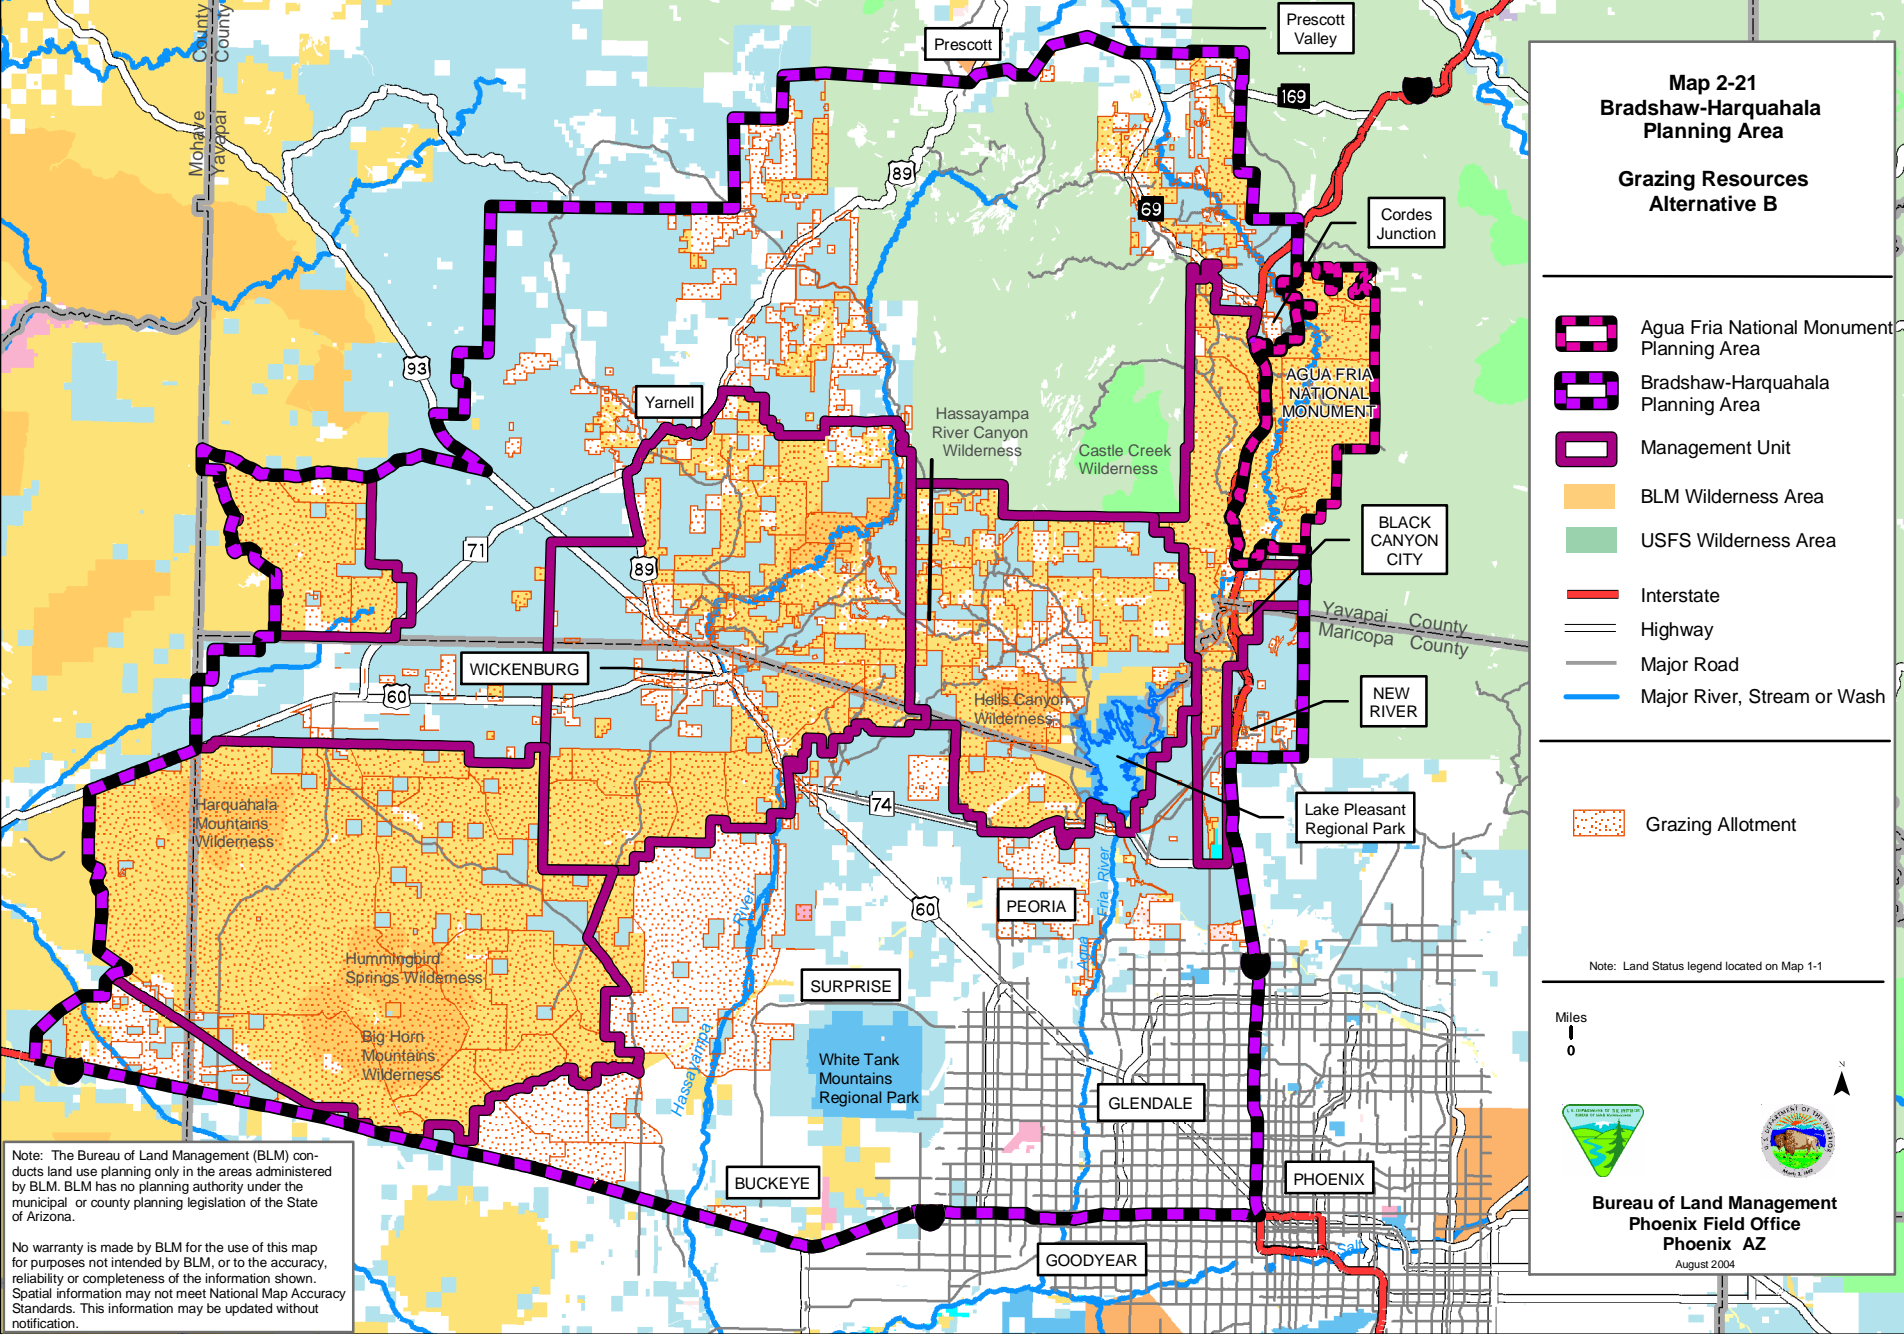 Map 2-21
Bradshaw-Harquahala
Planning Area
Grazing Resources
Alternative B
Agua Fria National Monument
Planning Area
Bradshaw-Harquahala
Planning Area
Management Unit
BLM Wilderness Area
USFS Wilderness Area
Interstate
Highway
Major Road
Major River, Stream or Wash
Grazing Allotment
Note: Land Status legend located on Map 1-1
Miles
0
N
Bureau of Land Management
Phoenix Field Office
Phoenix AZ
August 2004
Mohave County
Yavapai County
Prescott
Prescott
Valley
169
89
69
Cordes
Junction
93
AGUA FRIA
NATIONAL
MONUMENT
Yarnell
Hassayampa
River Canyon
Wilderness
Castle Creek
Wilderness
71
89
BLACK
CANYON
CITY
Yavapai County
Maricopa County
WICKENBURG
60
Hells Canyon
Wilderness
NEW
RIVER
Harquahala
Mountains
Wilderness
74
Lake Pleasant
Regional Park
60
PEORIA
Agua Fria River
Hassayampa River
Hummingbird
Springs Wilderness
SURPRISE
Big Horn
Mountains
Wilderness
White Tank
Mountains
Regional Park
GLENDALE
BUCKEYE
PHOENIX
GOODYEAR
Salt
Note: The Bureau of Land Management (BLM) con-
ducts land use planning only in the areas administered
by BLM. BLM has no planning authority under the
municipal or county planning legislation of the State
of Arizona.
No warranty is made by BLM for the use of this map
for purposes not intended by BLM, or to the accuracy,
reliability or completeness of the information shown.
Spatial information may not meet National Map Accuracy
Standards. This information may be updated without
notification.